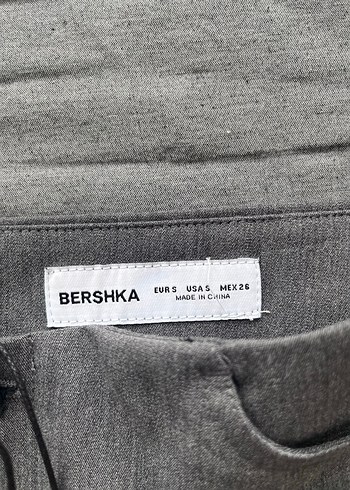 BERSHKA
EUR S USA S MEX 26
MADE IN CHINA